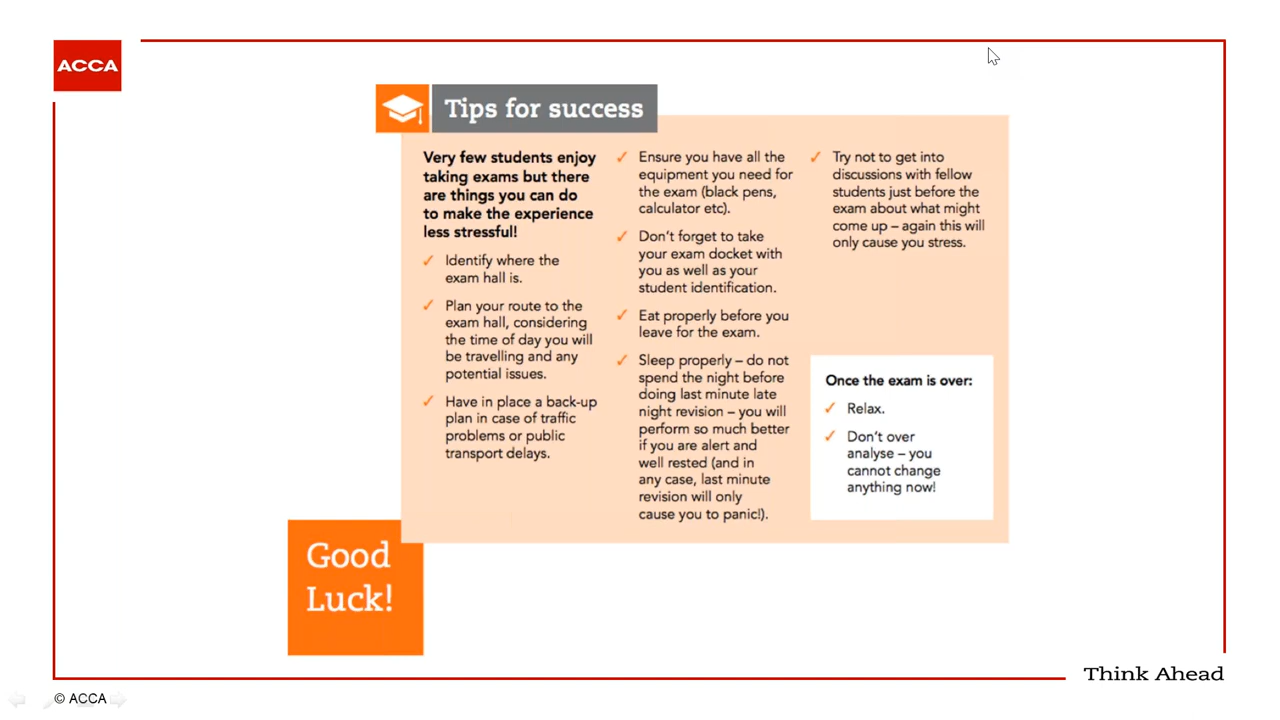 ACCA
Tips for success
Very few students enjoy
taking exams but there
are things you can do
to make the experience
less stressful!
✓ Identify where the
exam hall is.
✓ Plan your route to the
exam hall, considering
the time of day you will
be travelling and any
potential issues.
✓ Have in place a back-up
plan in case of traffic
problems or public
transport delays.
✓ Ensure you have all the
equipment you need for
the exam (black pens,
calculator etc).
✓ Don't forget to take
your exam docket with
you as well as your
student identification.
✓ Eat properly before you
leave for the exam.
✓ Sleep properly – do not
spend the night before
doing last minute late
night revision – you will
perform so much better
if you are alert and
well rested (and in
any case, last minute
revision will only
cause you to panic!).
✓ Try not to get into
discussions with fellow
students just before the
exam about what might
come up – again this will
only cause you stress.
Once the exam is over:
✓ Relax.
✓ Don't over
analyse – you
cannot change
anything now!
Good
Luck!
Think Ahead
© ACCA